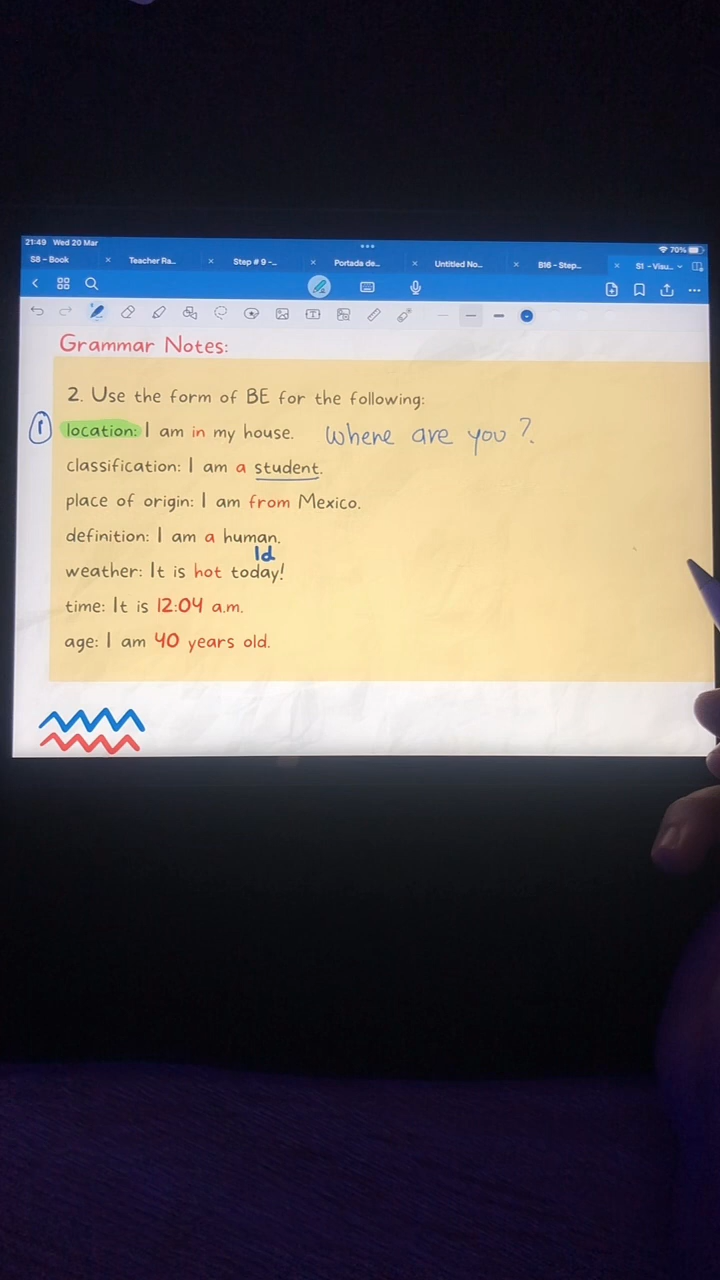 21:49 Wed 20 Mar
70%
S8 – Book
Teacher Ra...
Step # 9 –...
Portada de...
Untitled No...
B16 – Step...
S1 – Visu...
Grammar Notes:
2. Use the form of BE for the following:
1 location: I am in my house. Where are you?
classification: I am a student.
place of origin: I am from Mexico.
definition: I am a human.
ld
weather: It is hot today!
time: It is 12:04 a.m.
age: I am 40 years old.